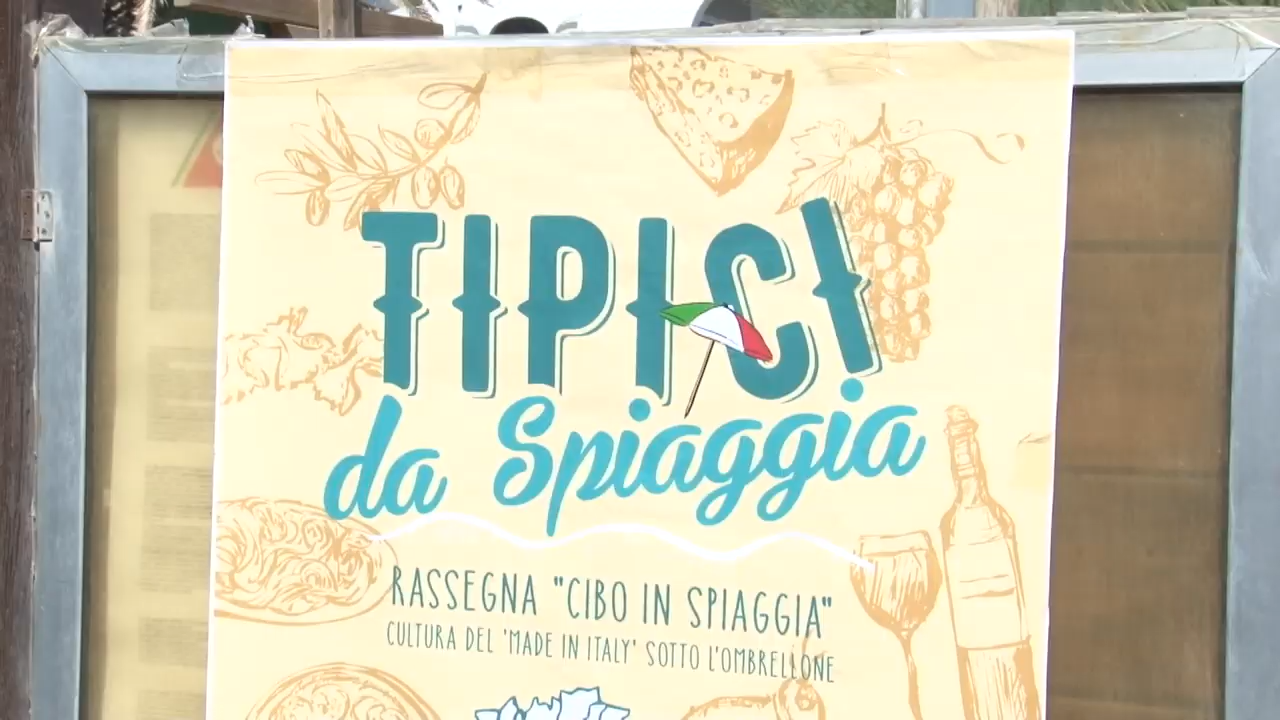 TIPICI
da Spiaggia
RASSEGNA "CIBO IN SPIAGGIA"
CULTURA DEL 'MADE IN ITALY' SOTTO L'OMBRELLONE